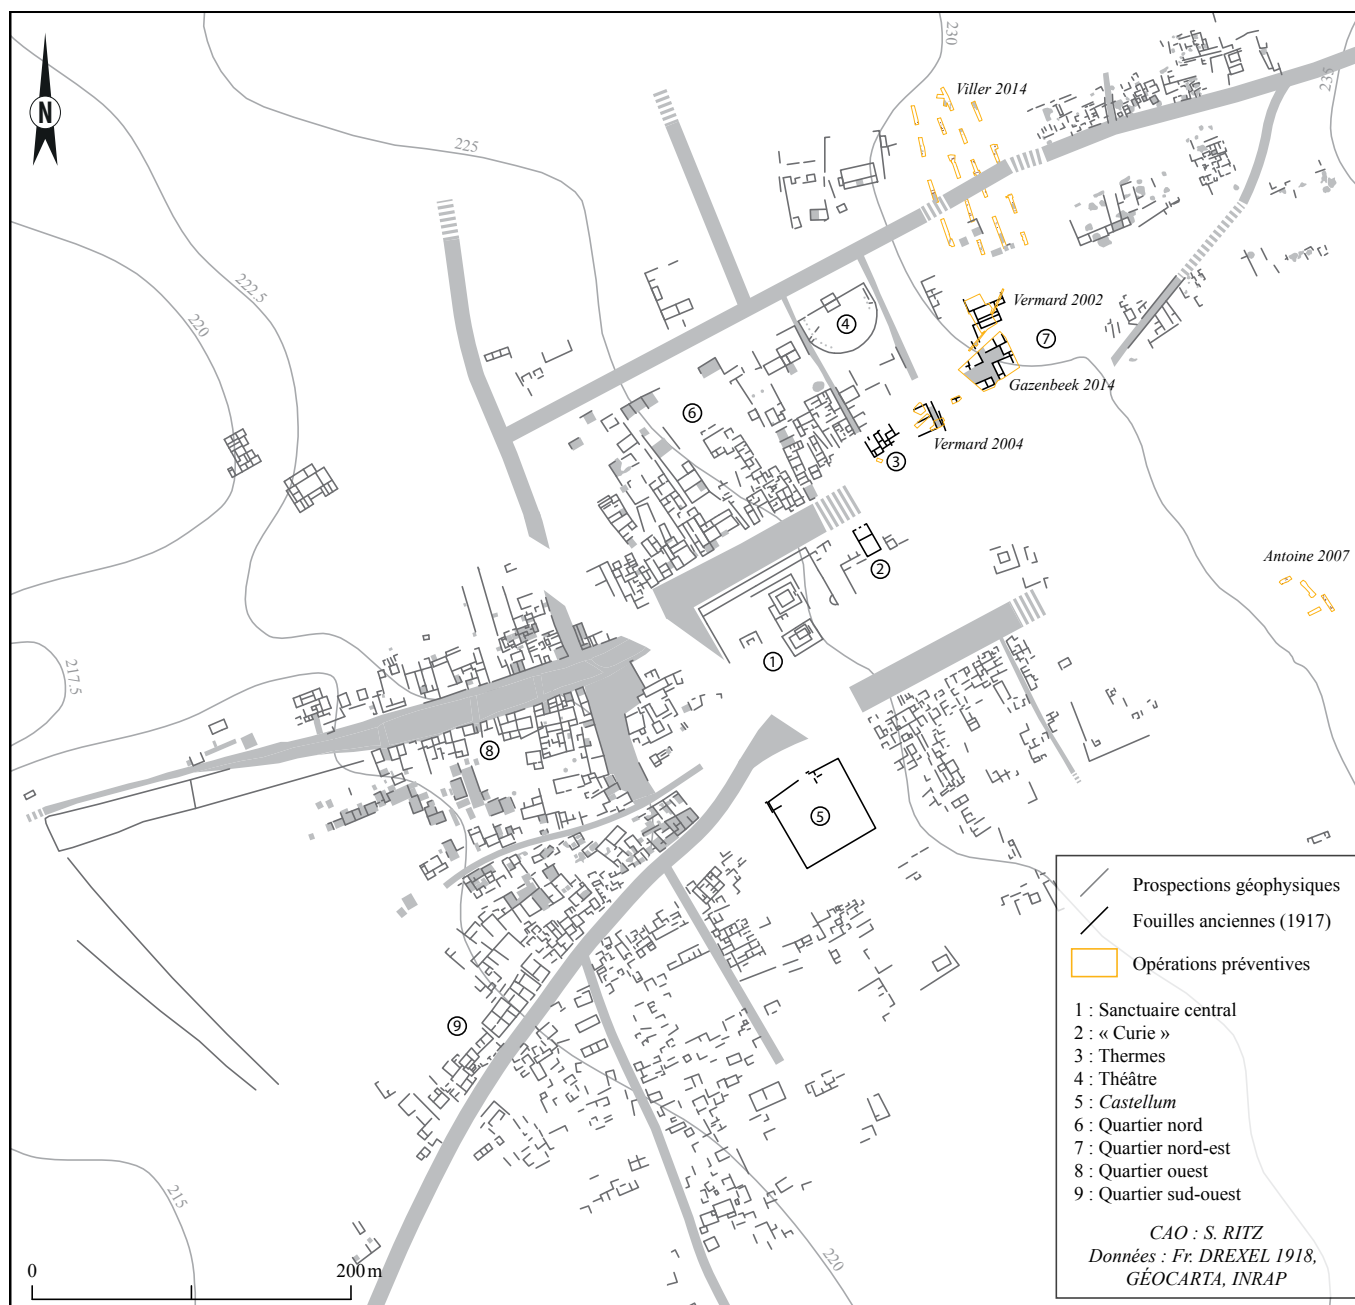 230
235
Viller 2014
N
225
222.5
220
Vermard 2002
4
7
Gazenbeek 2014
6
Vermard 2004
3
Antoine 2007
2
1
217.5
8
5
9
215
220
0
200 m
Prospections géophysiques
Fouilles anciennes (1917)
Opérations préventives
1 : Sanctuaire central
2 : « Curie »
3 : Thermes
4 : Théâtre
5 : Castellum
6 : Quartier nord
7 : Quartier nord-est
8 : Quartier ouest
9 : Quartier sud-ouest
CAO : S. RITZ
Données : Fr. DREXEL 1918,
GÉOCARTA, INRAP